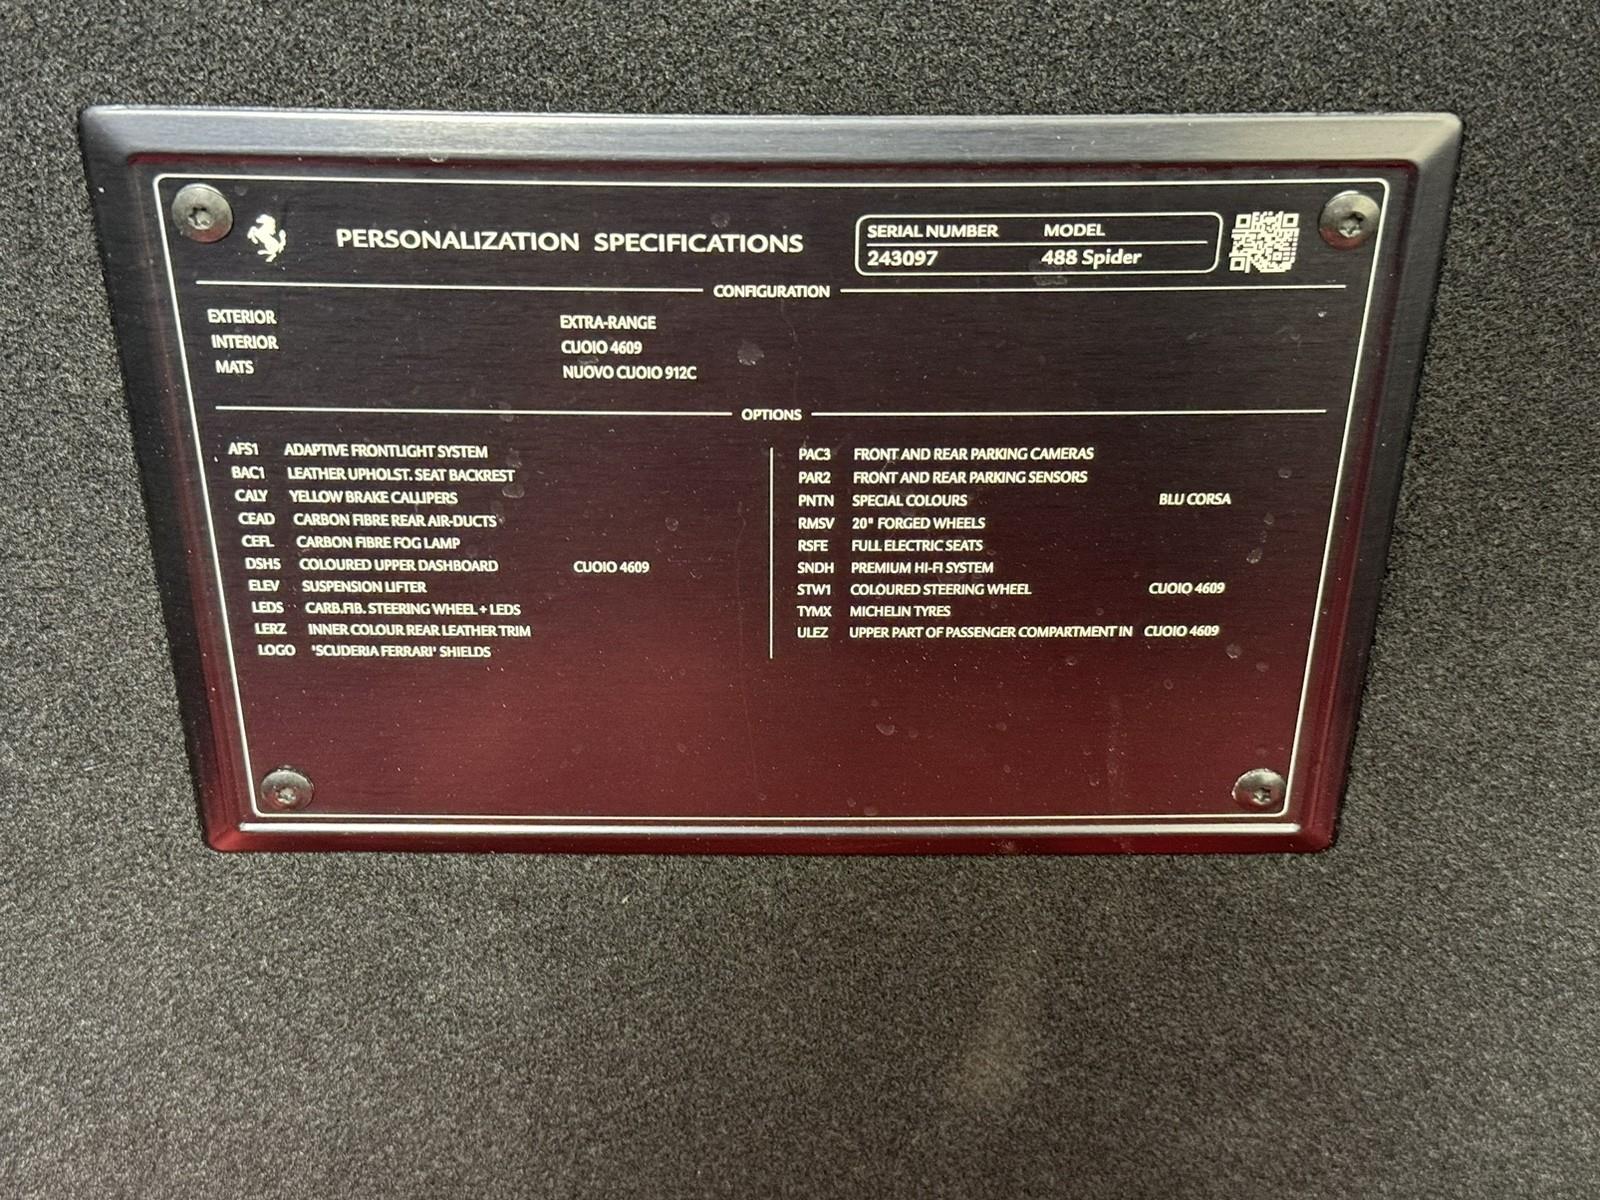 PERSONALIZATION SPECIFICATIONS
SERIAL NUMBER MODEL
243097 488 Spider
CONFIGURATION
EXTERIOR EXTRA-RANGE
INTERIOR CUOIO 4609
MATS NUOVO CUOIO 912C
OPTIONS
AFS1 ADAPTIVE FRONTLIGHT SYSTEM
BAC1 LEATHER UPHOLST. SEAT BACKREST
CALY YELLOW BRAKE CALLIPERS
CEAD CARBON FIBRE REAR AIR-DUCTS
CEFL CARBON FIBRE FOG LAMP
DSH5 COLOURED UPPER DASHBOARD CUOIO 4609
ELEV SUSPENSION LIFTER
LEDS CARB.FIB. STEERING WHEEL + LEDS
LERZ INNER COLOUR REAR LEATHER TRIM
LOGO 'SCUDERIA FERRARI' SHIELDS
PAC3 FRONT AND REAR PARKING CAMERAS
PAR2 FRONT AND REAR PARKING SENSORS
PNTN SPECIAL COLOURS BLU CORSA
RMSV 20" FORGED WHEELS
RSFE FULL ELECTRIC SEATS
SNDH PREMIUM HI-FI SYSTEM
STW1 COLOURED STEERING WHEEL CUOIO 4609
TYMX MICHELIN TYRES
ULEZ UPPER PART OF PASSENGER COMPARTMENT IN CUOIO 4609